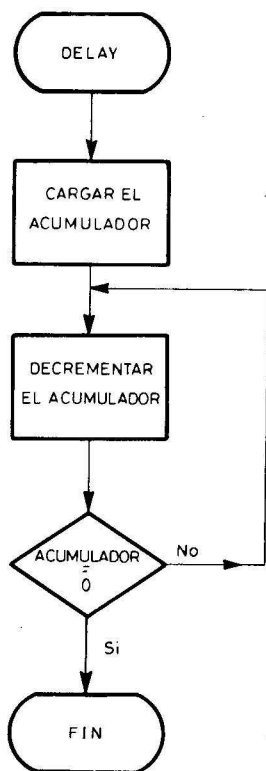 DELAY
CARGAR EL
ACUMULADOR
DECREMENTAR
EL ACUMULADOR
ACUMULADOR
=
0
No
Si
FIN